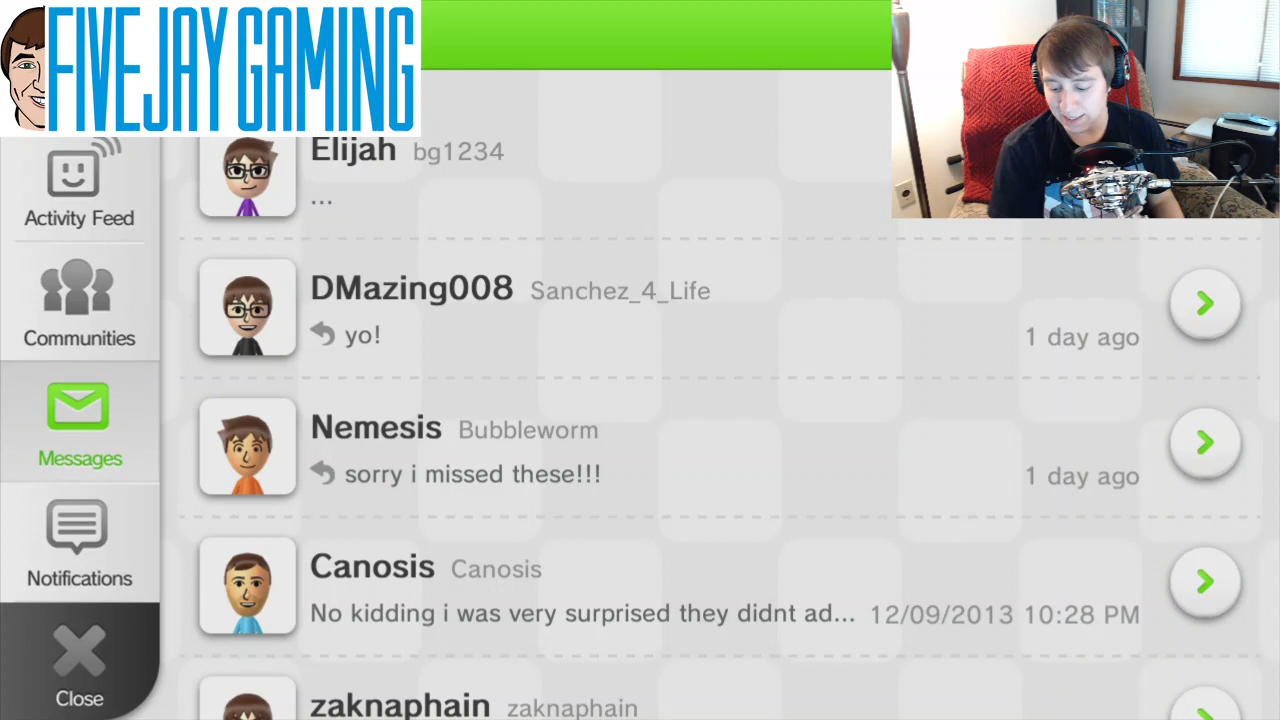 FIVE JAY GAMING
Elijah bg1234
...
Activity Feed
DMazing008 Sanchez_4_Life
yo!
1 day ago
Communities
Nemesis Bubbleworm
sorry i missed these!!!
1 day ago
Messages
Canosis Canosis
No kidding i was very surprised they didnt ad...
12/09/2013 10:28 PM
Notifications
zaknaphain zaknaphain
Close